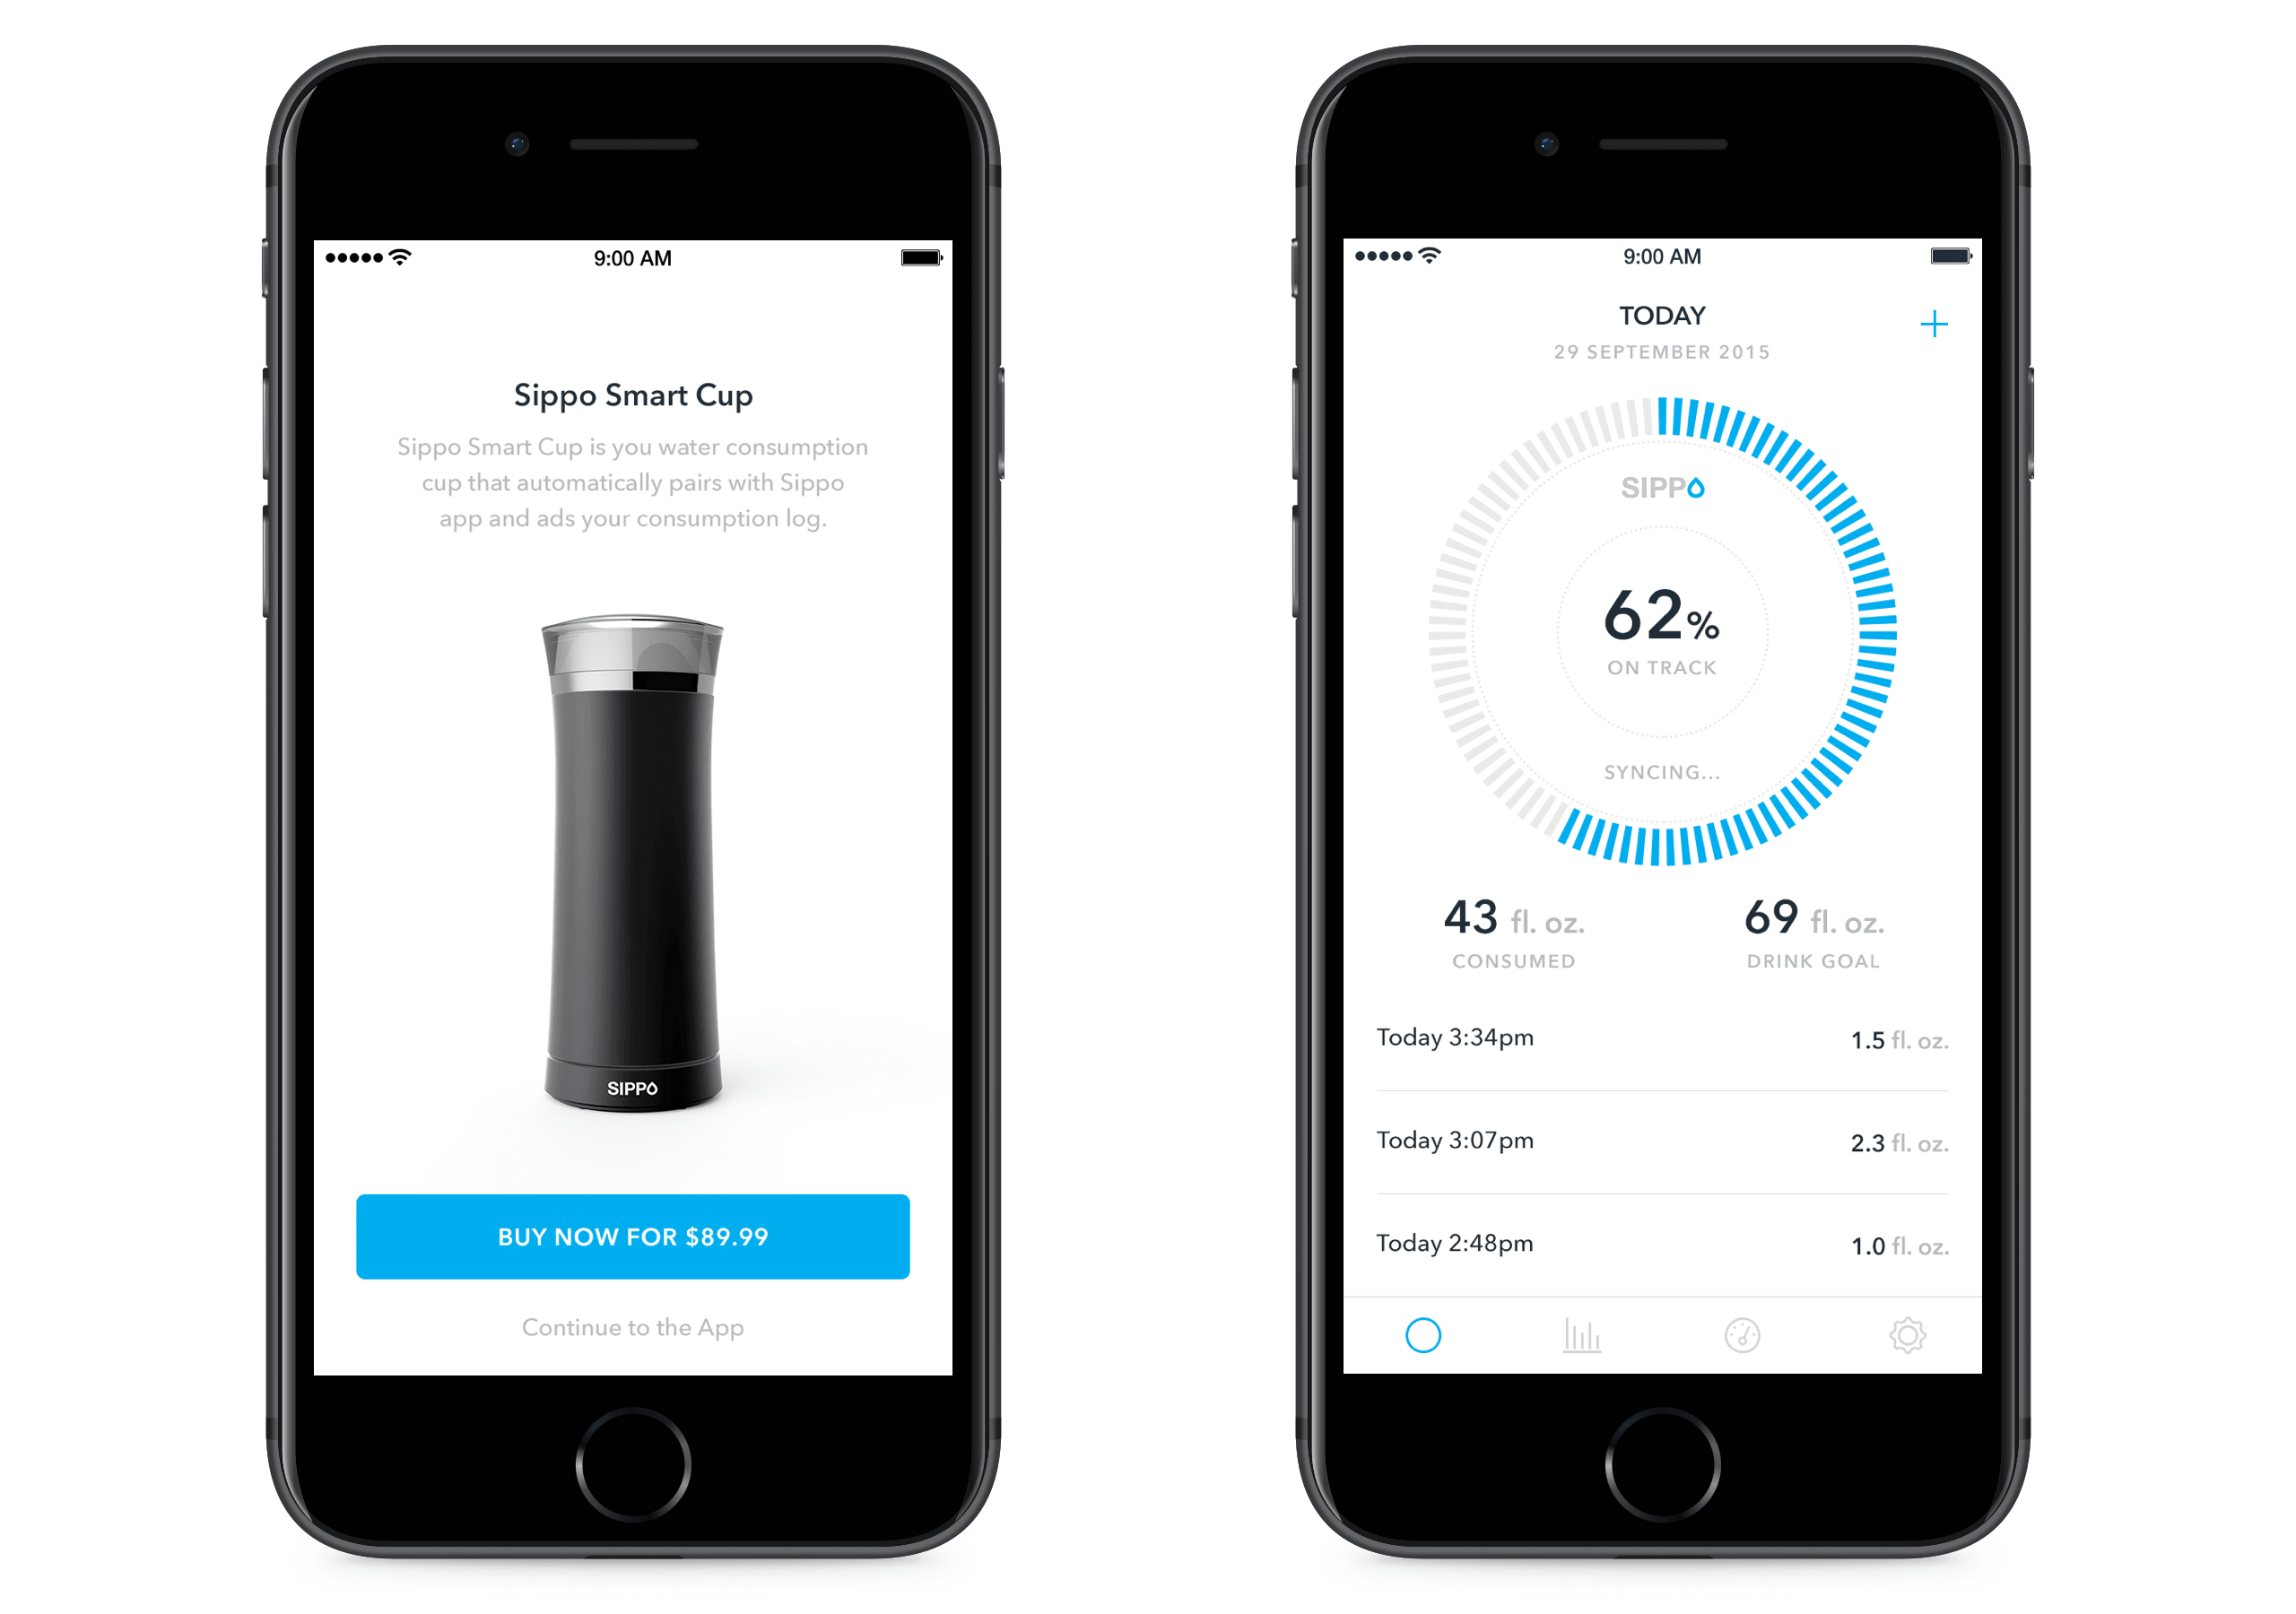 9:00 AM
Sippo Smart Cup
Sippo Smart Cup is you water consumption
cup that automatically pairs with Sippo
app and ads your consumption log.
SIPPO
BUY NOW FOR $89.99
Continue to the App
9:00 AM
TODAY
29 SEPTEMBER 2015
SIPPO
62%
ON TRACK
SYNCING...
43 fl. oz.
CONSUMED
69 fl. oz.
DRINK GOAL
Today 3:34pm 1.5 fl. oz.
Today 3:07pm 2.3 fl. oz.
Today 2:48pm 1.0 fl. oz.